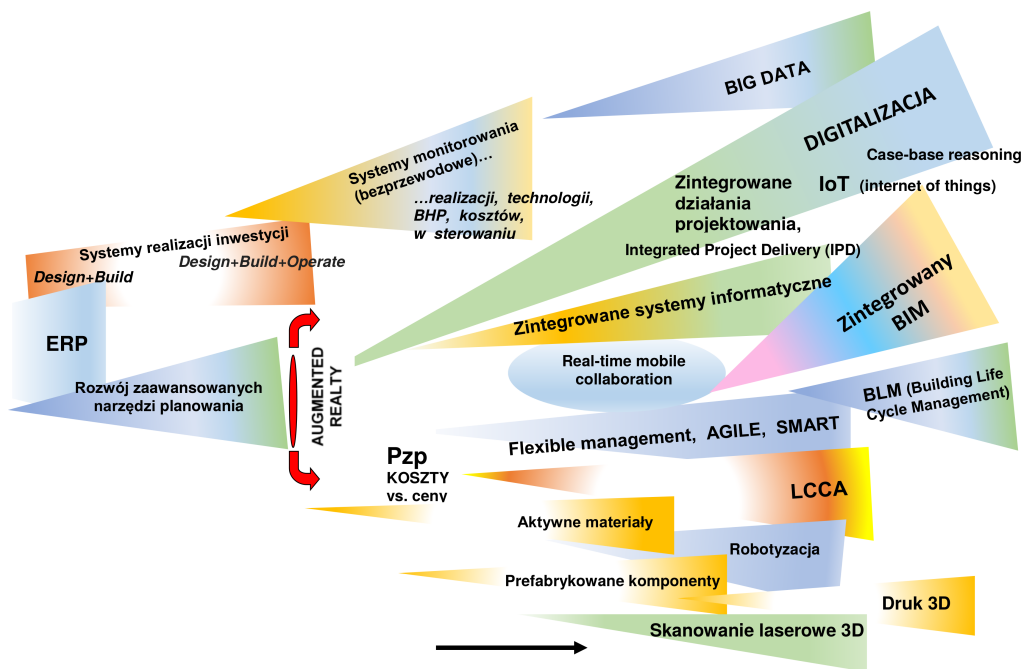 BIG DATA
DIGITALIZACJA
Case-base reasoning
IoT (internet of things)
Systemy monitorowania
(bezprzewodowe)…
…realizacji, technologii,
BHP, kosztów,
w sterowaniu
Zintegrowane
działania
projektowania,
Integrated Project Delivery (IPD)
Systemy realizacji inwestycji
Design+Build
Design+Build+Operate
Zintegrowane systemy informatyczne
Zintegrowany
BIM
ERP
Rozwój zaawansowanych
narzędzi planowania
AUGMENTED
REALTY
Real-time mobile
collaboration
BLM (Building Life
Cycle Management)
Flexible management, AGILE, SMART
Pzp
KOSZTY
vs. ceny
LCCA
Aktywne materiały
Robotyzacja
Prefabrykowane komponenty
Druk 3D
Skanowanie laserowe 3D